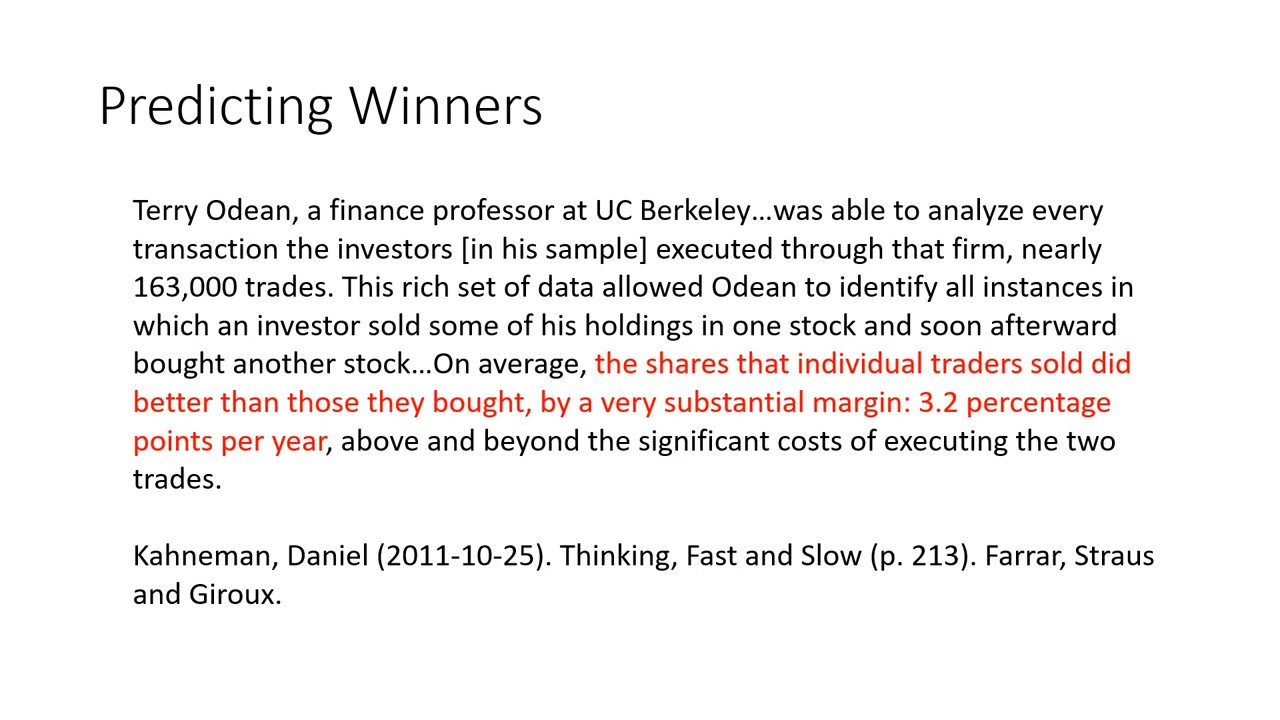 Predicting Winners
Terry Odean, a finance professor at UC Berkeley…was able to analyze every
transaction the investors [in his sample] executed through that firm, nearly
163,000 trades. This rich set of data allowed Odean to identify all instances in
which an investor sold some of his holdings in one stock and soon afterward
bought another stock…On average, the shares that individual traders sold did
better than those they bought, by a very substantial margin: 3.2 percentage
points per year, above and beyond the significant costs of executing the two
trades.
Kahneman, Daniel (2011-10-25). Thinking, Fast and Slow (p. 213). Farrar, Straus
and Giroux.